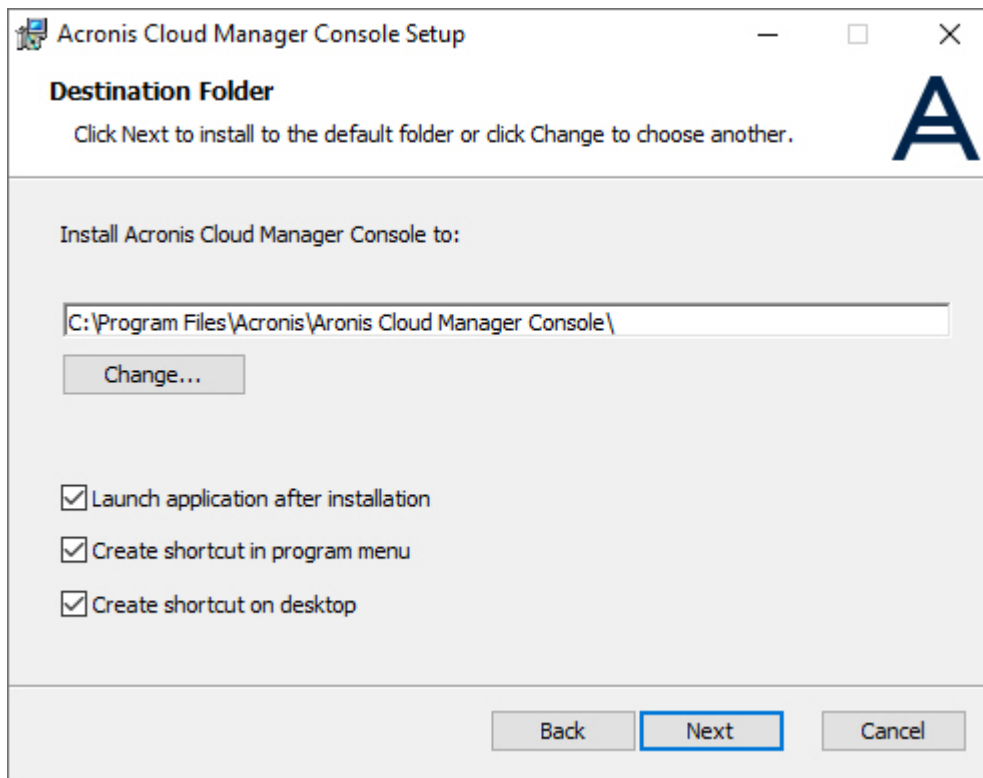 Acronis Cloud Manager Console Setup
Destination Folder
Click Next to install to the default folder or click Change to choose another.
Install Acronis Cloud Manager Console to:
C:\Program Files\Acronis\Aronis Cloud Manager Console\
Change...
Launch application after installation
Create shortcut in program menu
Create shortcut on desktop
Back Next Cancel